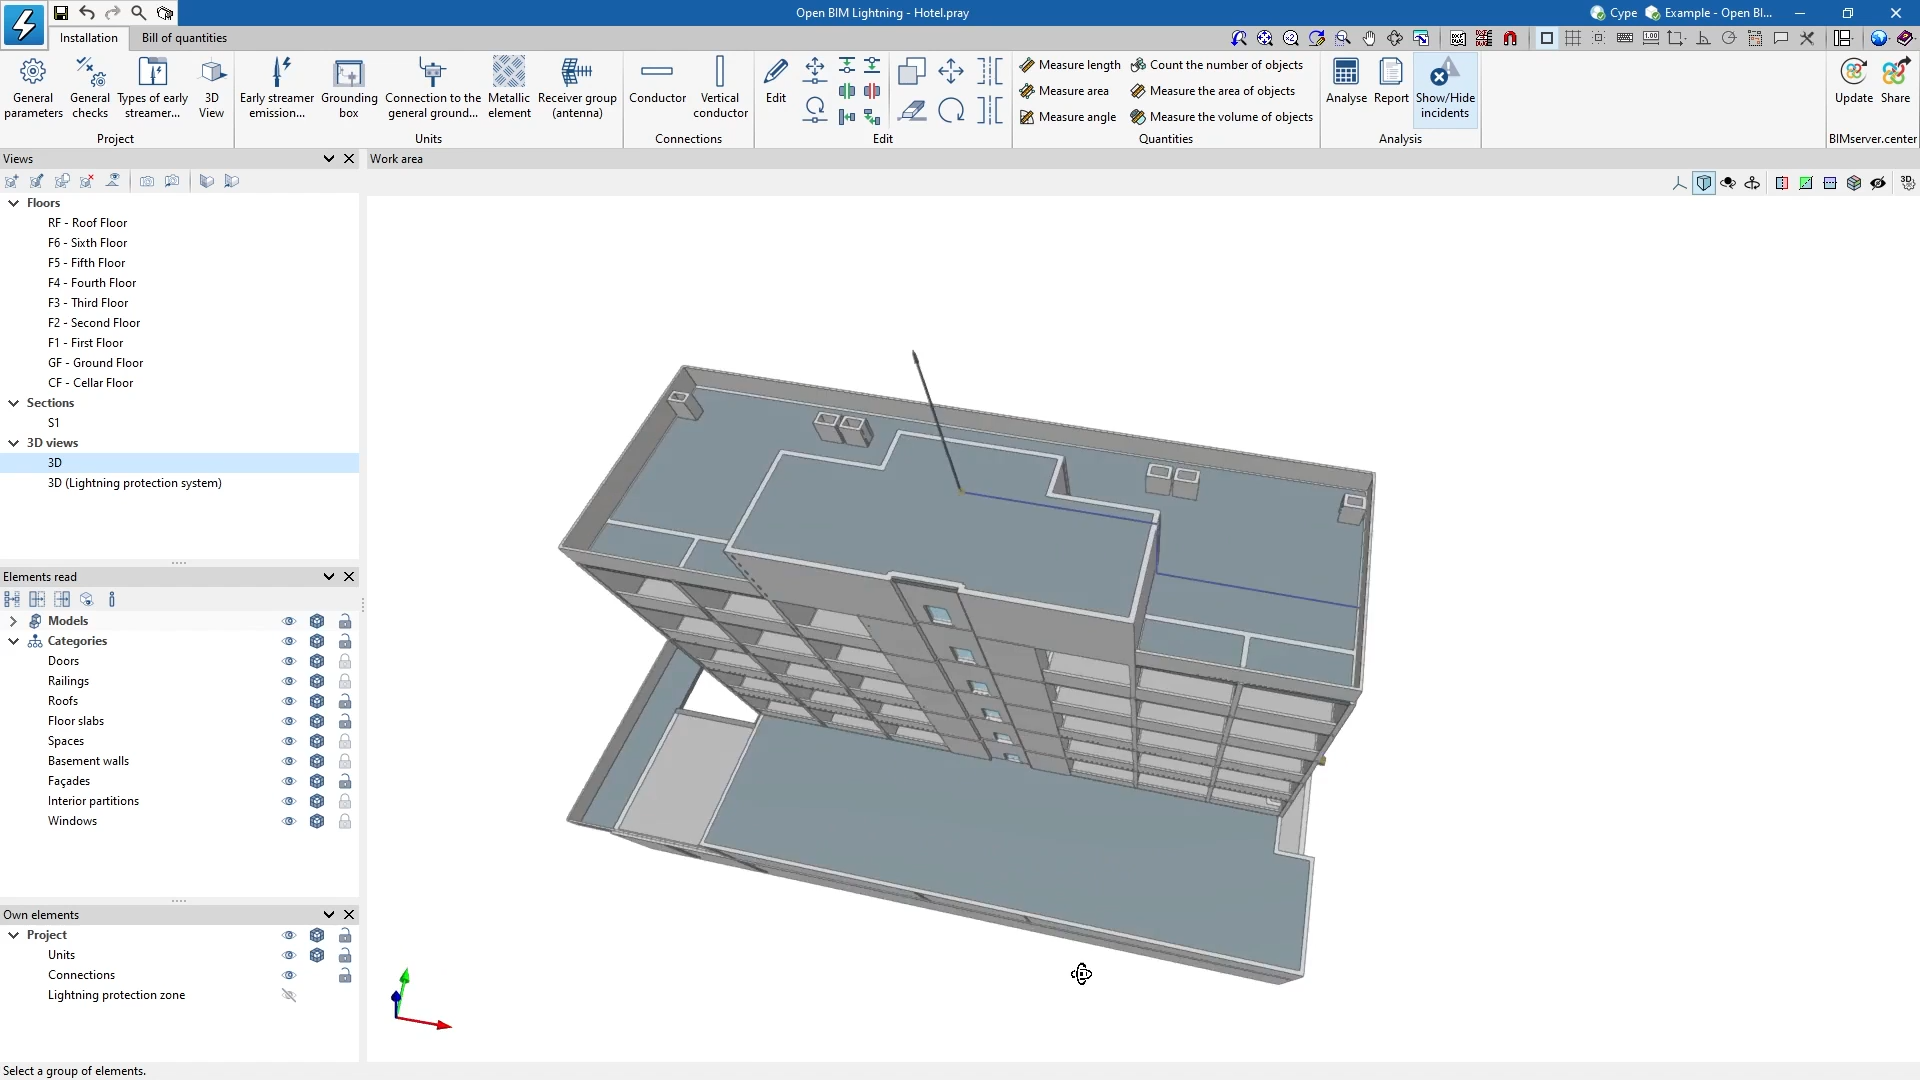 Open BIM Lightning - Hotel.pray
Cype
Example - Open BI...
Installation
Bill of quantities
General parameters
General checks
Types of early streamer...
3D View
Project
Early streamer emission...
Grounding box
Connection to the general ground...
Metallic element
Receiver group (antenna)
Units
Conductor
Vertical conductor
Connections
Edit
Edit
Measure length
Measure area
Measure angle
Count the number of objects
Measure the area of objects
Measure the volume of objects
Quantities
Analyse
Report
Show/Hide incidents
Analysis
Update
Share
BIMserver.center
Views
Work area
Floors
RF - Roof Floor
F6 - Sixth Floor
F5 - Fifth Floor
F4 - Fourth Floor
F3 - Third Floor
F2 - Second Floor
F1 - First Floor
GF - Ground Floor
CF - Cellar Floor
Sections
S1
3D views
3D
3D (Lightning protection system)
Elements read
Models
Categories
Doors
Railings
Roofs
Floor slabs
Spaces
Basement walls
Façades
Interior partitions
Windows
Own elements
Project
Units
Connections
Lightning protection zone
Select a group of elements.